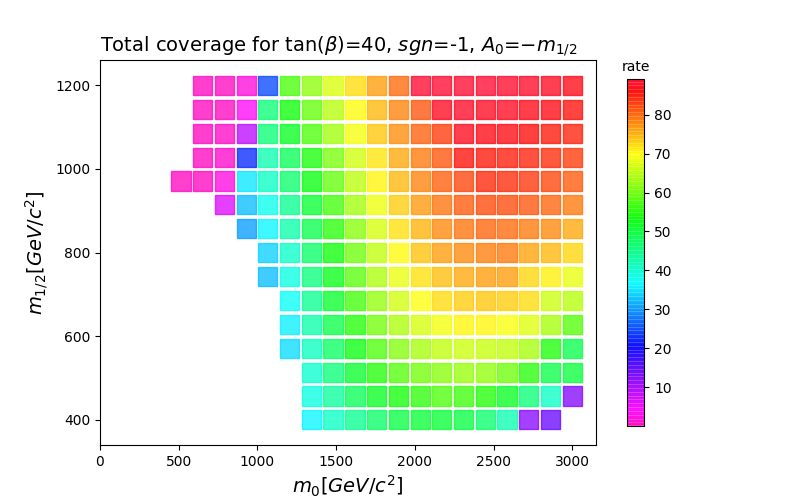 Total coverage for tan(β)=40, sgn=-1, A₀=−m₁/₂
rate
1200
1000
800
600
400
80
70
60
50
40
30
20
10
m₁/₂[GeV/c²]
0 500 1000 1500 2000 2500 3000
m₀[GeV/c²]